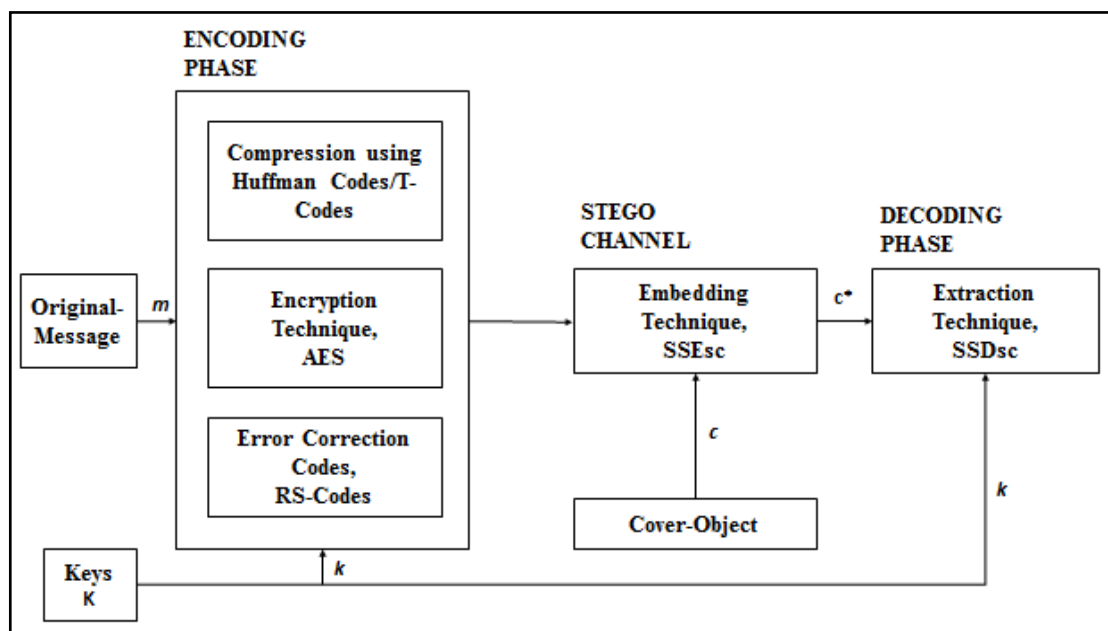 ENCODING
PHASE
Compression using
Huffman Codes/T-
Codes
STEGO
CHANNEL
DECODING
PHASE
Original-
Message
m
Encryption
Technique,
AES
Embedding
Technique,
SSEsc
c*
Extraction
Technique,
SSDsc
Error Correction
Codes,
RS-Codes
c
k
Cover-Object
Keys
K
k